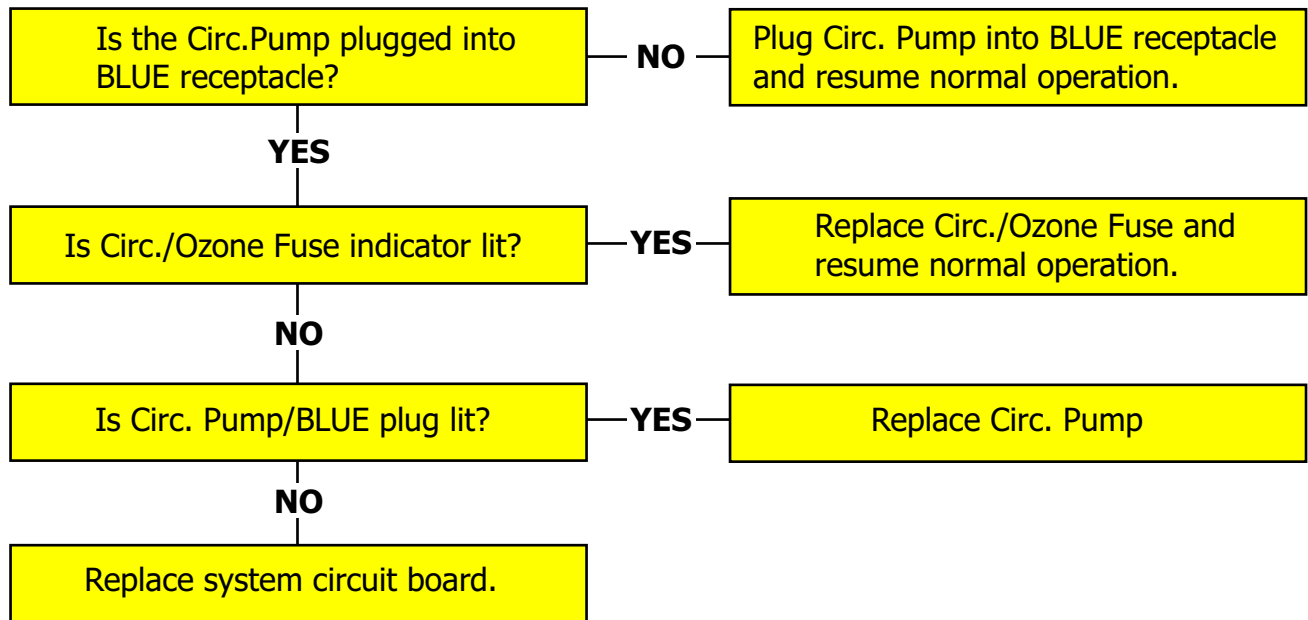 Is the Circ.Pump plugged into
BLUE receptacle?
NO
Plug Circ. Pump into BLUE receptacle
and resume normal operation.
YES
Is Circ./Ozone Fuse indicator lit?
YES
Replace Circ./Ozone Fuse and
resume normal operation.
NO
Is Circ. Pump/BLUE plug lit?
YES
Replace Circ. Pump
NO
Replace system circuit board.